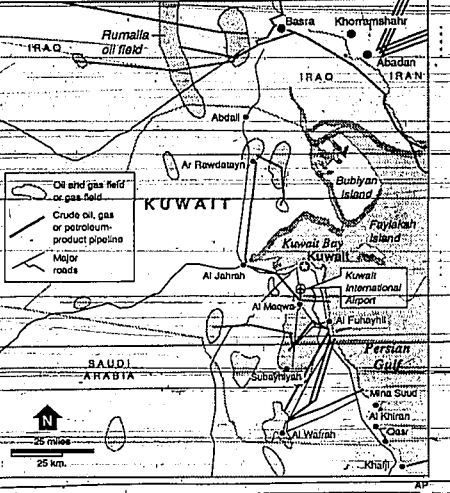 Basra
Khorramshahr
Rumaila
oil field
IRAQ
Abadan
IRAQ
IRAN
Abdali
Ar Rawdatayn
Bubiyan
Island
Oil and gas field
or gas field
Crude oil, gas
or petroleum-
product pipeline
Major
roads
KUWAIT
Faylakah
Island
Kuwait Bay
Kuwait
Al Jahrah
Kuwait
International
Airport
Al Maqwa
Al Fuhayhil
Persian
Gulf
SAUDI
ARABIA
Subayhiyah
Mina Suud
Al Khiran
Qasr
Al Wafrah
Khafji
N
25 miles
25 km.
AP